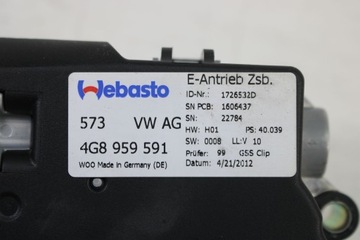 Webasto
E-Antrieb Zsb.
ID-Nr.: 1726532D
SN PCB: 1606437
573 VW AG
SN: 22784
HW: H01 PS: 40.039
4G8 959 591
SW: 0008 LL:V 10
WOO Made in Germany (DE)
Prüfer: 99 GSS Clip
Datum: 4/21/2012